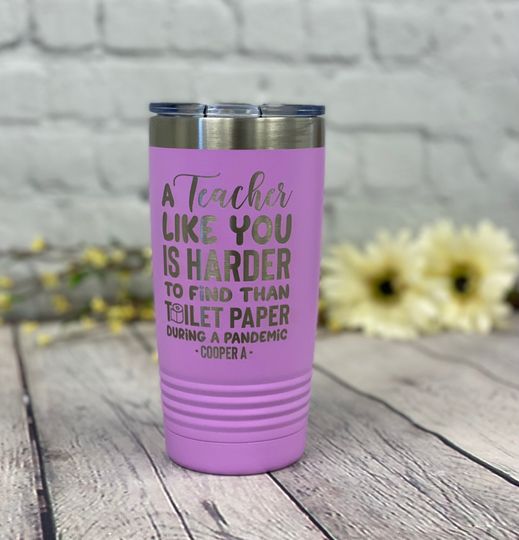 A Teacher
LIKE YOU
IS HARDER
TO FIND THAN
TOILET PAPER
DURING A PANDEMIC
- COOPER A -